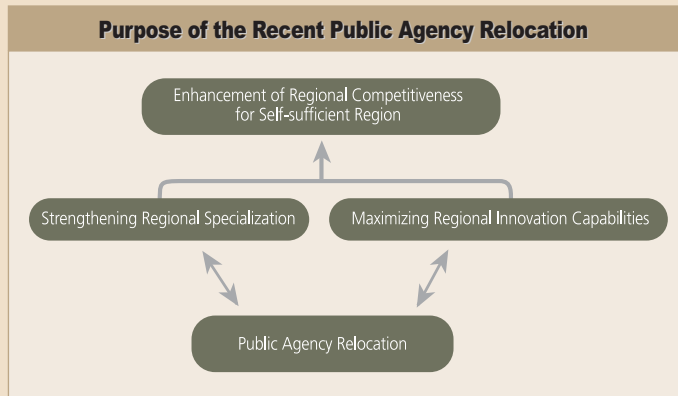 Purpose of the Recent Public Agency Relocation
Enhancement of Regional Competitiveness
for Self-sufficient Region
Strengthening Regional Specialization
Maximizing Regional Innovation Capabilities
Public Agency Relocation